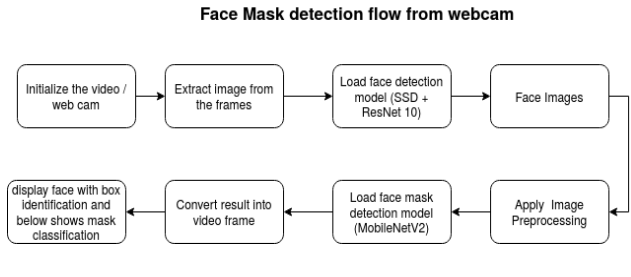 Face Mask detection flow from webcam
Initialize the video /
web cam
Extract image from
the frames
Load face detection
model (SSD +
ResNet 10)
Face Images
Apply Image
Preprocessing
Load face mask
detection model
(MobileNetV2)
Convert result into
video frame
display face with box
identification and
below shows mask
classification